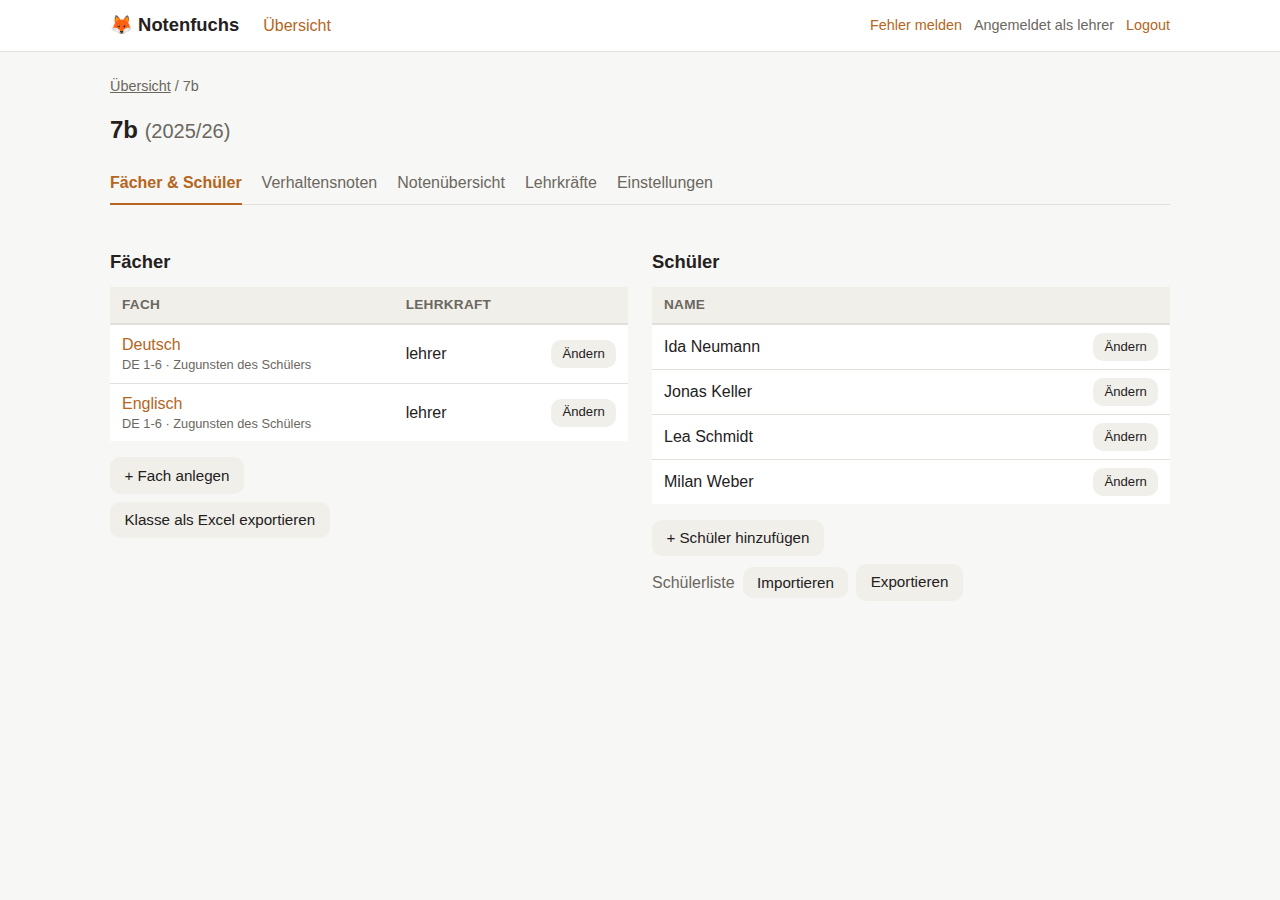 🦊 Notenfuchs Übersicht Fehler melden Angemeldet als lehrer Logout
Übersicht / 7b
7b (2025/26)
Fächer & Schüler Verhaltensnoten Notenübersicht Lehrkräfte Einstellungen
Fächer
FACH LEHRKRAFT
Deutsch
DE 1-6 · Zugunsten des Schülers
lehrer Ändern
Englisch
DE 1-6 · Zugunsten des Schülers
lehrer Ändern
+ Fach anlegen
Klasse als Excel exportieren
Schüler
NAME
Ida Neumann Ändern
Jonas Keller Ändern
Lea Schmidt Ändern
Milan Weber Ändern
+ Schüler hinzufügen
Schülerliste Importieren Exportieren